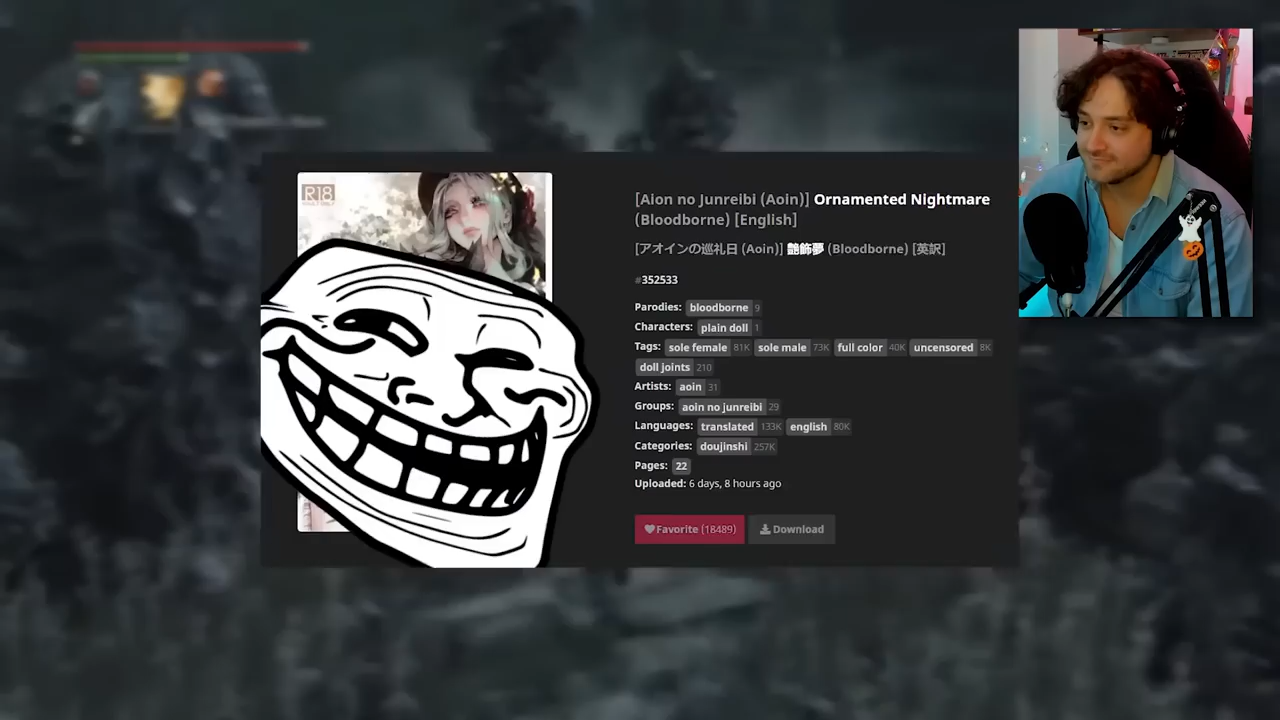 R18
[Aion no Junreibi (Aoin)] Ornamented Nightmare
(Bloodborne) [English]
[アオインの巡礼日 (Aoin)] 艶飾夢 (Bloodborne) [英訳]
#352533
Parodies: bloodborne 9
Characters: plain doll 1
Tags: sole female 81K sole male 73K full color 40K uncensored 8K
doll joints 210
Artists: aoin 31
Groups: aoin no junreibi 29
Languages: translated 133K english 80K
Categories: doujinshi 257K
Pages: 22
Uploaded: 6 days, 8 hours ago
Favorite (18489) Download